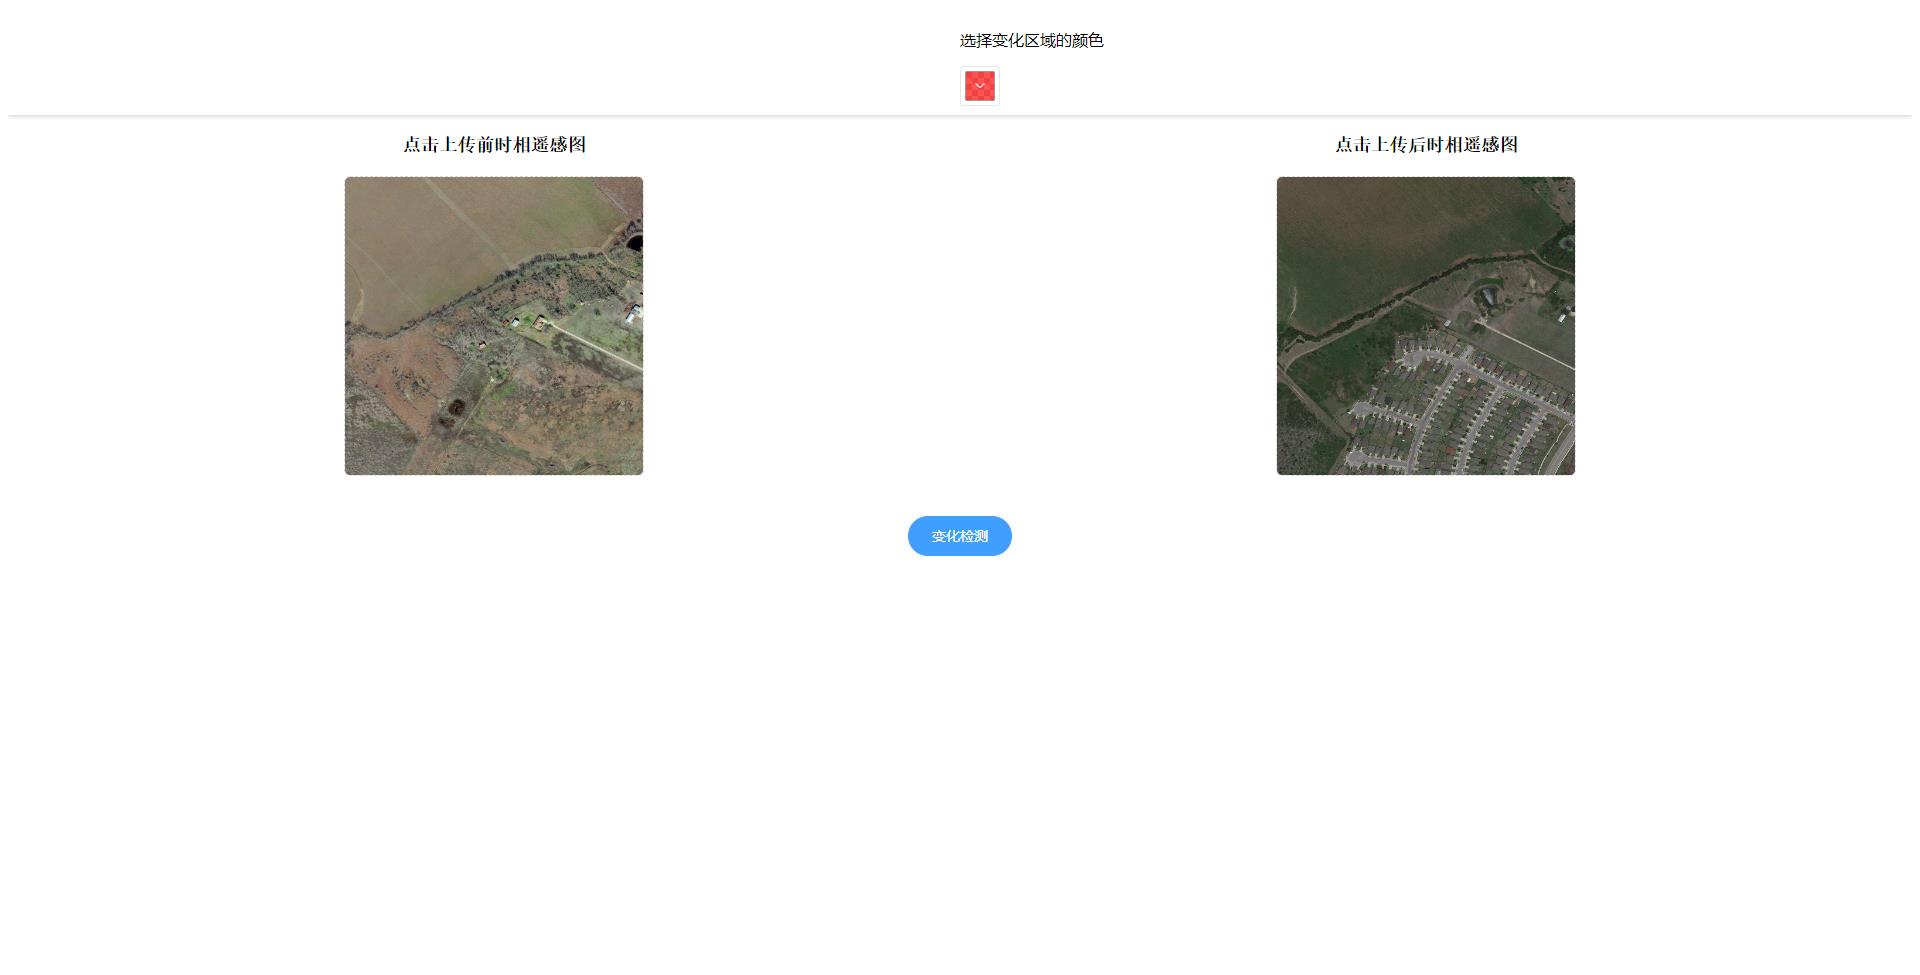 选择变化区域的颜色
点击上传前时相遥感图
点击上传后时相遥感图
变化检测